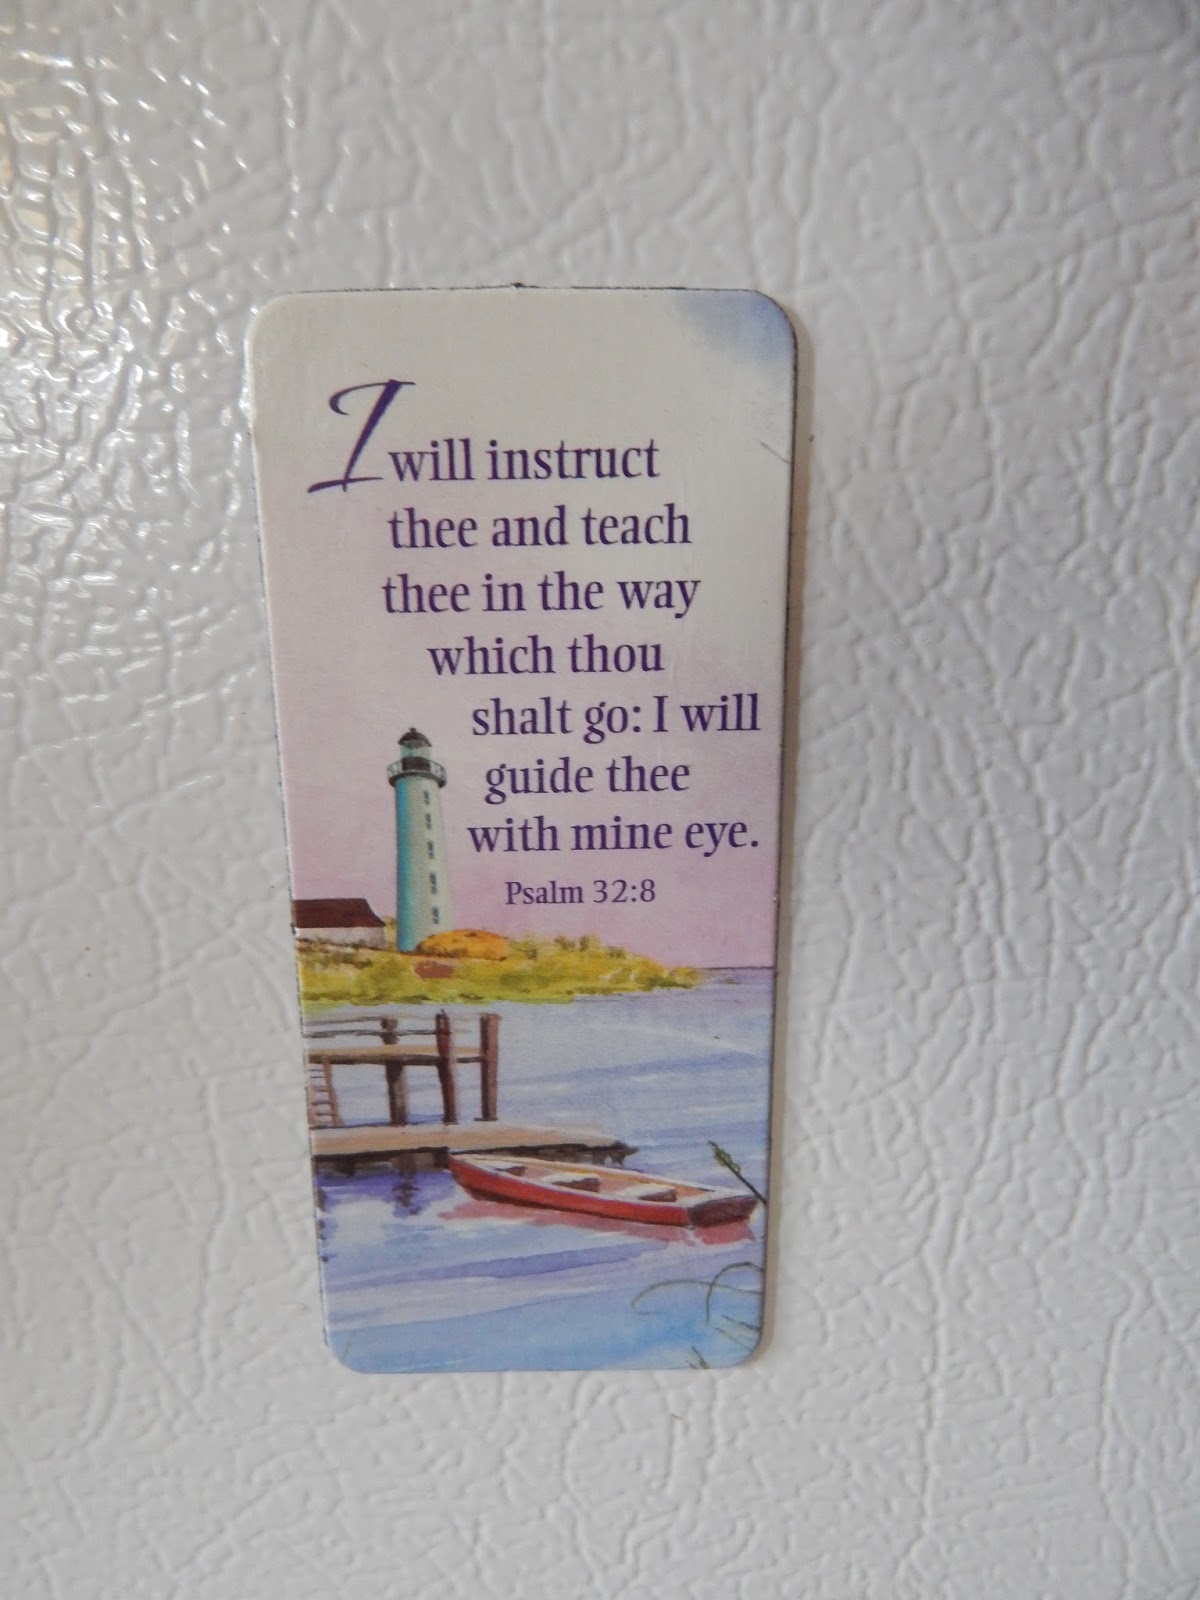 I will instruct
thee and teach
thee in the way
which thou
shalt go: I will
guide thee
with mine eye.
Psalm 32:8